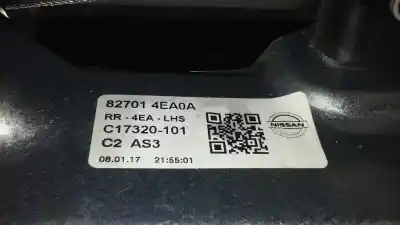 82701 4EA0A
RR - 4EA - LHS
C17320-101
C2 AS3
08.01.17 21:55:01
NISSAN